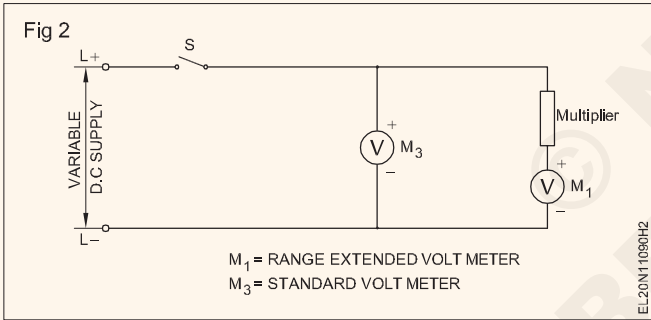 Fig 2
L+
S
VARIABLE
D.C SUPPLY
+
V
M3
−
Multiplier
+
V
M1
−
L−
M1 = RANGE EXTENDED VOLT METER
M3 = STANDARD VOLT METER
EL20N11090H2
©